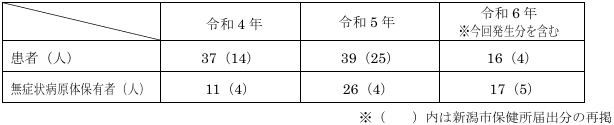 令和４年 令和５年 令和６年
※今回発生分を含む
患者（人） 37（14） 39（25） 16（4）
無症状病原体保有者（人） 11（4） 26（4） 17（5）
※（　　）内は新潟市保健所届出分の再掲